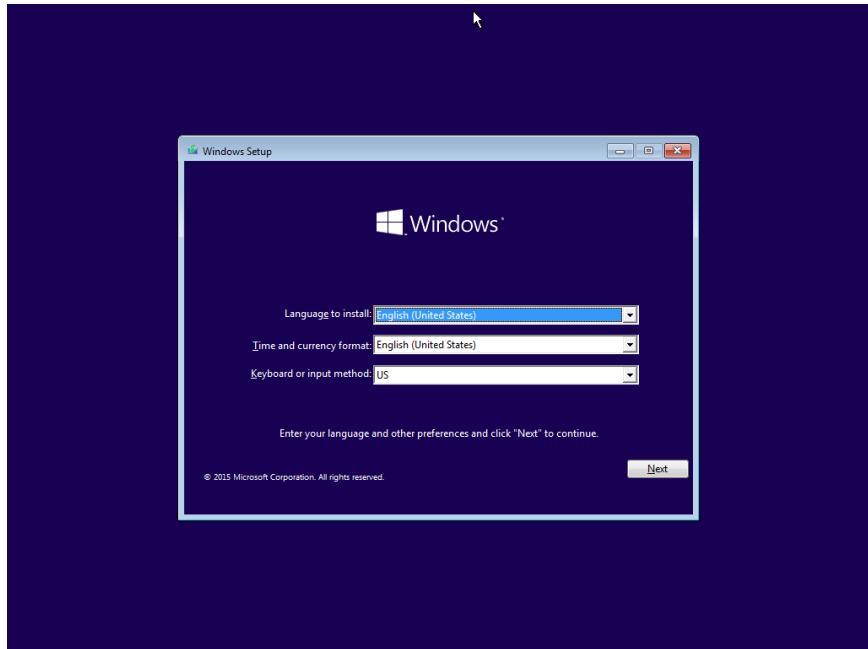 Windows Setup
Windows
Language to install: English (United States)
Time and currency format: English (United States)
Keyboard or input method: US
Enter your language and other preferences and click "Next" to continue.
© 2015 Microsoft Corporation. All rights reserved.
Next